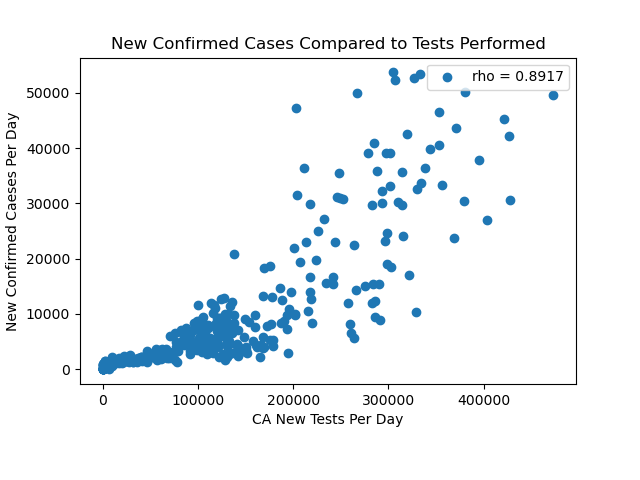 New Confirmed Cases Compared to Tests Performed
rho = 0.8917
50000
40000
30000
20000
10000
0
New Confirmed Caeses Per Day
0 100000 200000 300000 400000
CA New Tests Per Day